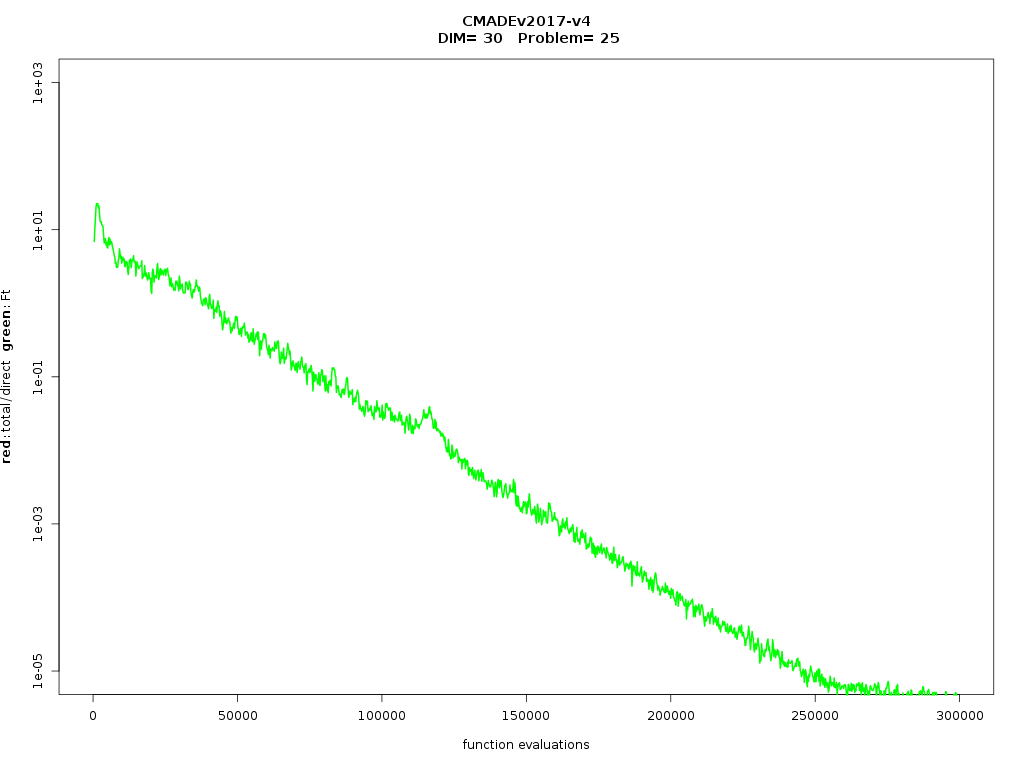 CMADEv2017-v4
DIM= 30   Problem= 25
1e+03
1e+01
1e-01
1e-03
1e-05
red: total/direct  green: Ft
0
50000
100000
150000
200000
250000
300000
function evaluations